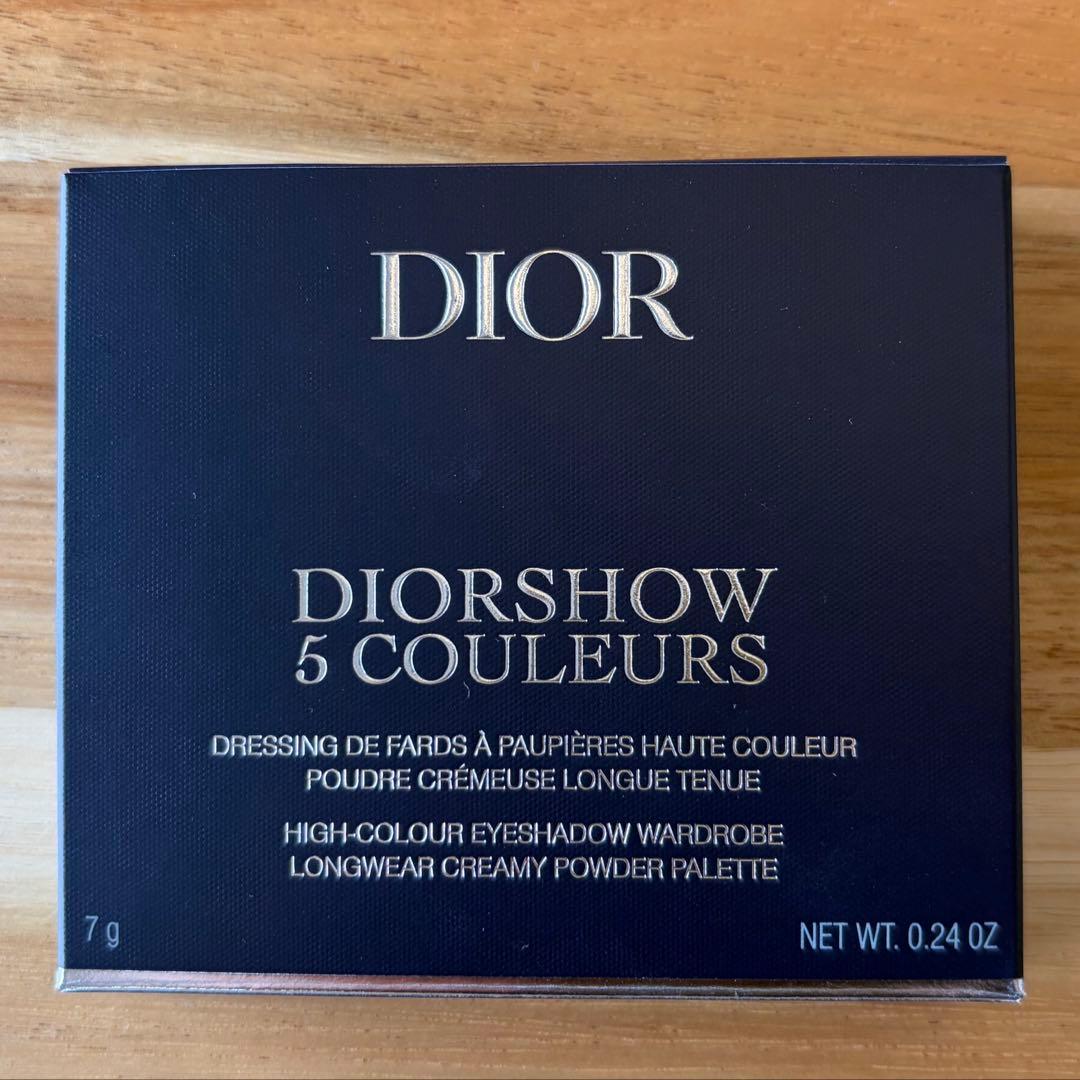 DIOR
DIORSHOW
5 COULEURS
DRESSING DE FARDS À PAUPIÈRES HAUTE COULEUR
POUDRE CRÉMEUSE LONGUE TENUE
HIGH-COLOUR EYESHADOW WARDROBE
LONGWEAR CREAMY POWDER PALETTE
7 g
NET WT. 0.24 OZ